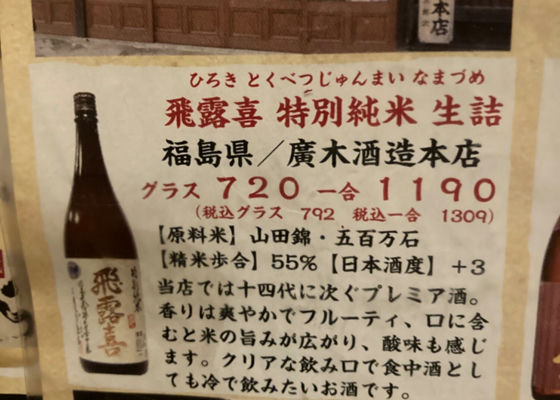 本店
ひろき とくべつじゅんまい なまづめ
飛露喜 特別純米 生詰
福島県／廣木酒造本店
グラス 720 一合 1190
（税込グラス 792 税込一合 1309）
【原料米】山田錦・五百万石
【精米歩合】55%【日本酒度】＋3
当店では十四代に次ぐプレミア酒。
香りは爽やかでフルーティ、口に含
むと米の旨みが広がり、酸味も感じ
ます。クリアな飲み口で食中酒とし
ても冷で飲みたいお酒です。
特別純米
飛露喜